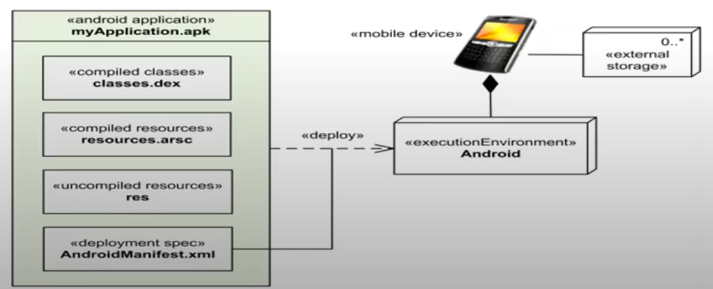 «android application»
myApplication.apk
«compiled classes»
classes.dex
«compiled resources»
resources.arsc
«uncompiled resources»
res
«deployment spec»
AndroidManifest.xml
«deploy»
«mobile device»
0..*
«external
storage»
«executionEnvironment»
Android